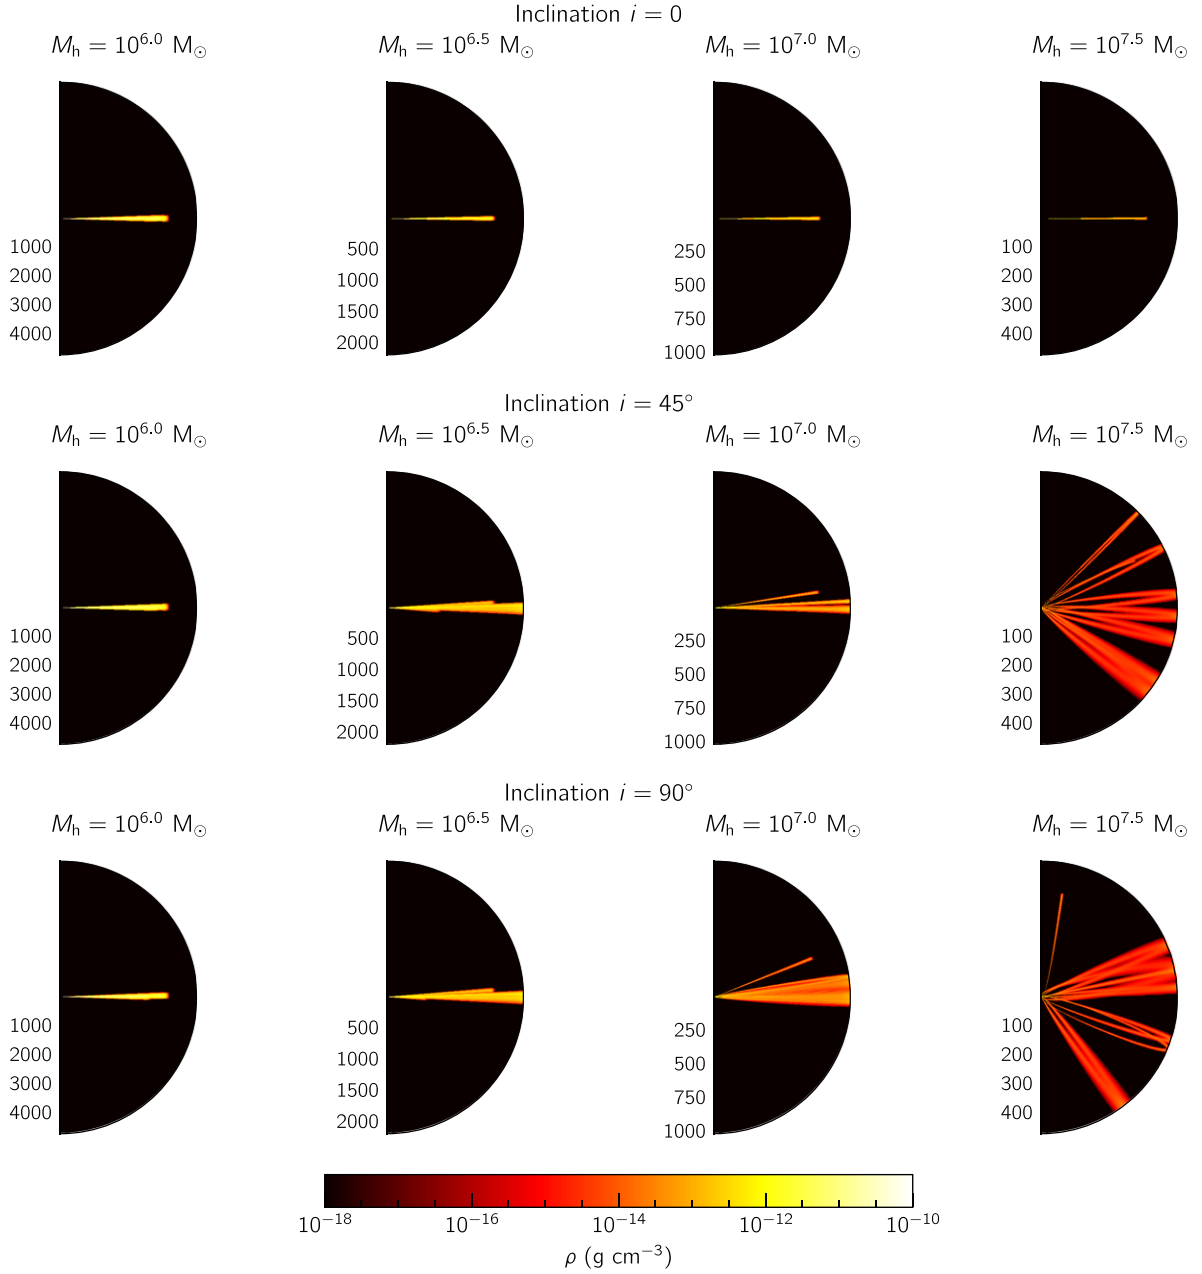 Inclination i = 0
M_h = 10^{6.0} M_⊙ M_h = 10^{6.5} M_⊙ M_h = 10^{7.0} M_⊙ M_h = 10^{7.5} M_⊙
1000 500 250 100
2000 1000 500 200
3000 1500 750 300
4000 2000 1000 400
Inclination i = 45°
M_h = 10^{6.0} M_⊙ M_h = 10^{6.5} M_⊙ M_h = 10^{7.0} M_⊙ M_h = 10^{7.5} M_⊙
1000 500 250 100
2000 1000 500 200
3000 1500 750 300
4000 2000 1000 400
Inclination i = 90°
M_h = 10^{6.0} M_⊙ M_h = 10^{6.5} M_⊙ M_h = 10^{7.0} M_⊙ M_h = 10^{7.5} M_⊙
1000 500 250 100
2000 1000 500 200
3000 1500 750 300
4000 2000 1000 400
10^{−18} 10^{−16} 10^{−14} 10^{−12} 10^{−10}
ρ (g cm^{−3})